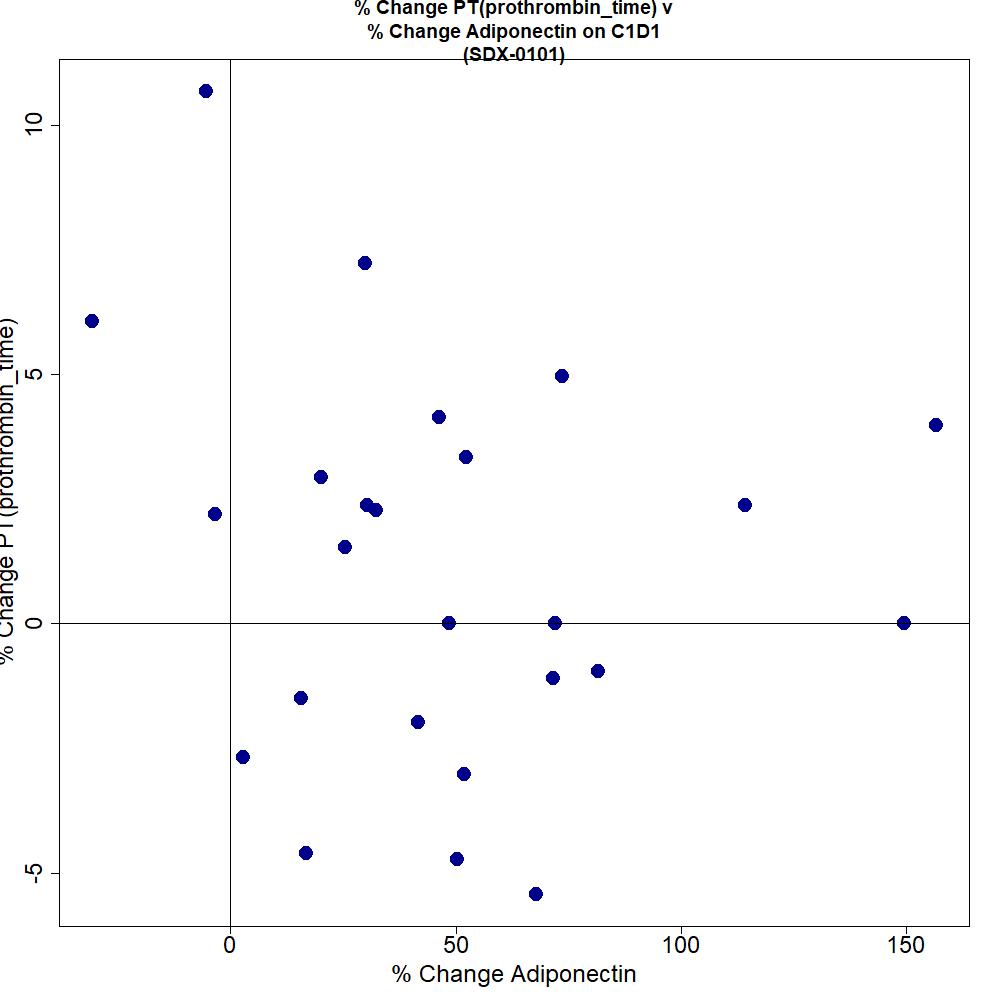 % Change PT(prothrombin_time) v
% Change Adiponectin on C1D1
(SDX-0101)
% Change PT(prothrombin_time)
10
5
0
-5
0
50
100
150
% Change Adiponectin